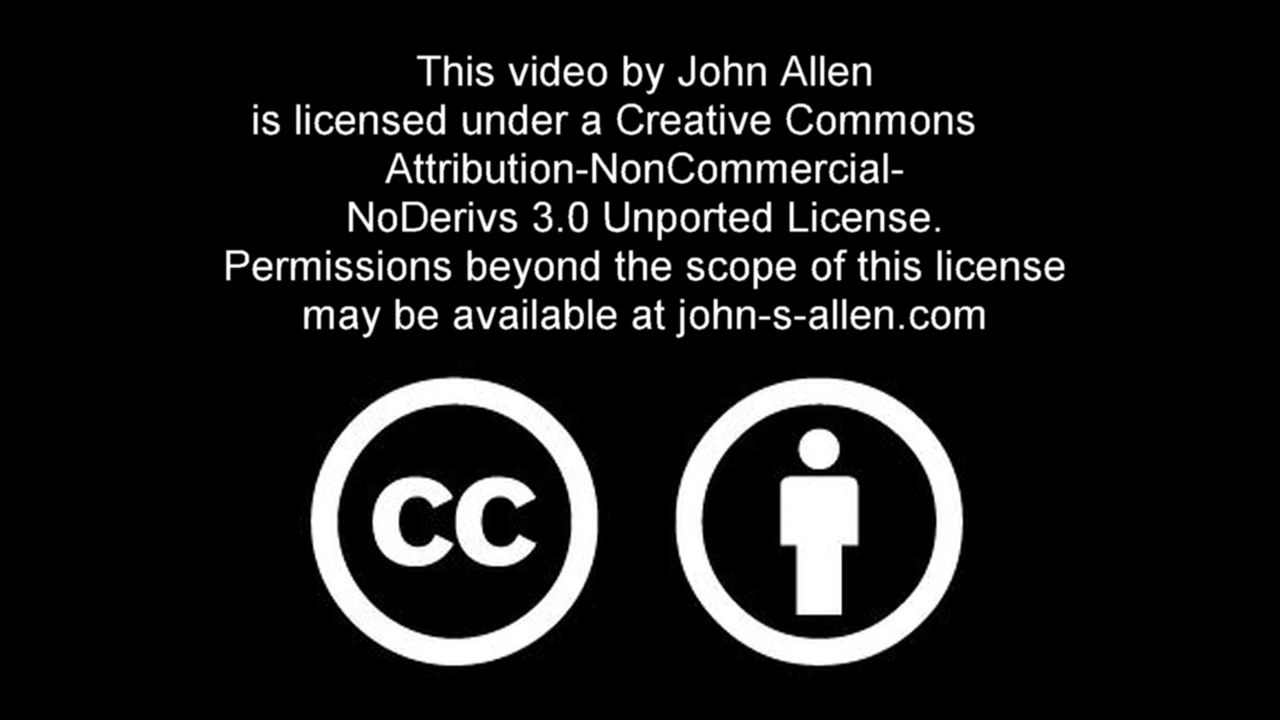 This video by John Allen
is licensed under a Creative Commons
Attribution-NonCommercial-
NoDerivs 3.0 Unported License.
Permissions beyond the scope of this license
may be available at john-s-allen.com
cc